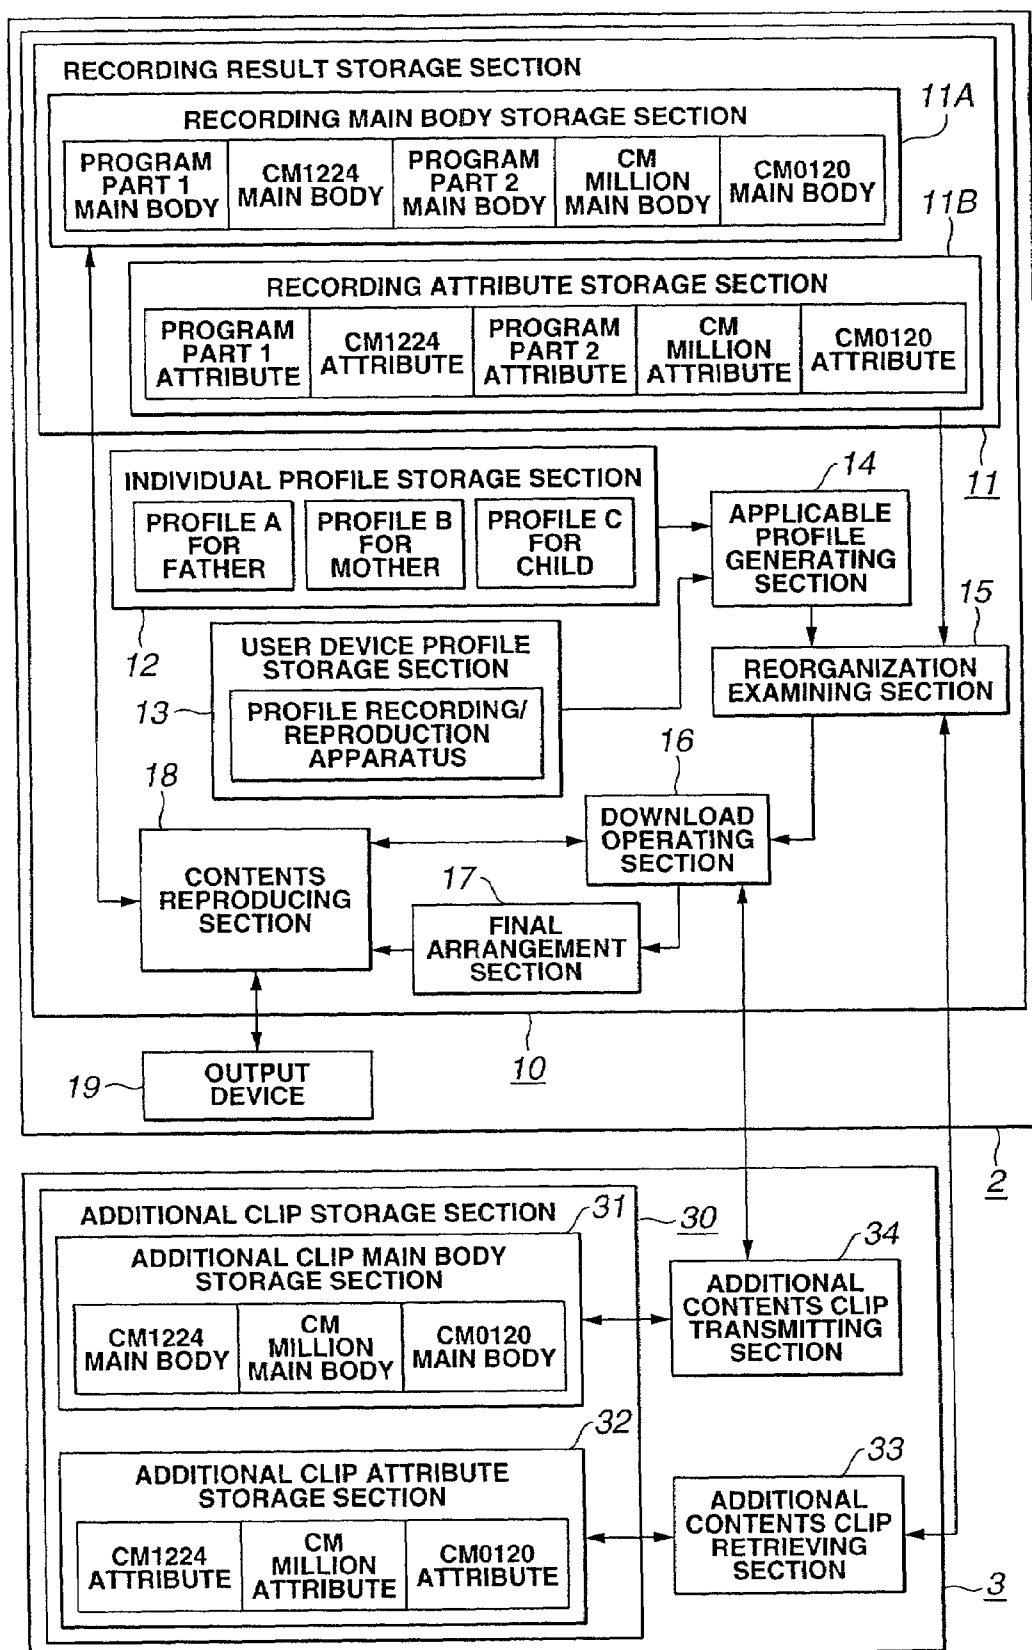 RECORDING RESULT STORAGE SECTION
11A
RECORDING MAIN BODY STORAGE SECTION
PROGRAM
PART 1
MAIN BODY
CM1224
MAIN BODY
PROGRAM
PART 2
MAIN BODY
CM
MILLION
MAIN BODY
CM0120
MAIN BODY
11B
RECORDING ATTRIBUTE STORAGE SECTION
PROGRAM
PART 1
ATTRIBUTE
CM1224
ATTRIBUTE
PROGRAM
PART 2
ATTRIBUTE
CM
MILLION
ATTRIBUTE
CM0120
ATTRIBUTE
11
INDIVIDUAL PROFILE STORAGE SECTION
PROFILE A
FOR
FATHER
PROFILE B
FOR
MOTHER
PROFILE C
FOR
CHILD
12
14
APPLICABLE
PROFILE
GENERATING
SECTION
15
REORGANIZATION
EXAMINING SECTION
USER DEVICE PROFILE
STORAGE SECTION
13
PROFILE RECORDING/
REPRODUCTION
APPARATUS
16
DOWNLOAD
OPERATING
SECTION
18
CONTENTS
REPRODUCING
SECTION
17
FINAL
ARRANGEMENT
SECTION
10
19
OUTPUT
DEVICE
2
ADDITIONAL CLIP STORAGE SECTION
31
30
ADDITIONAL CLIP MAIN BODY
STORAGE SECTION
CM1224
MAIN BODY
CM
MILLION
MAIN BODY
CM0120
MAIN BODY
34
ADDITIONAL
CONTENTS CLIP
TRANSMITTING
SECTION
32
ADDITIONAL CLIP ATTRIBUTE
STORAGE SECTION
CM1224
ATTRIBUTE
CM
MILLION
ATTRIBUTE
CM0120
ATTRIBUTE
33
ADDITIONAL
CONTENTS CLIP
RETRIEVING
SECTION
3